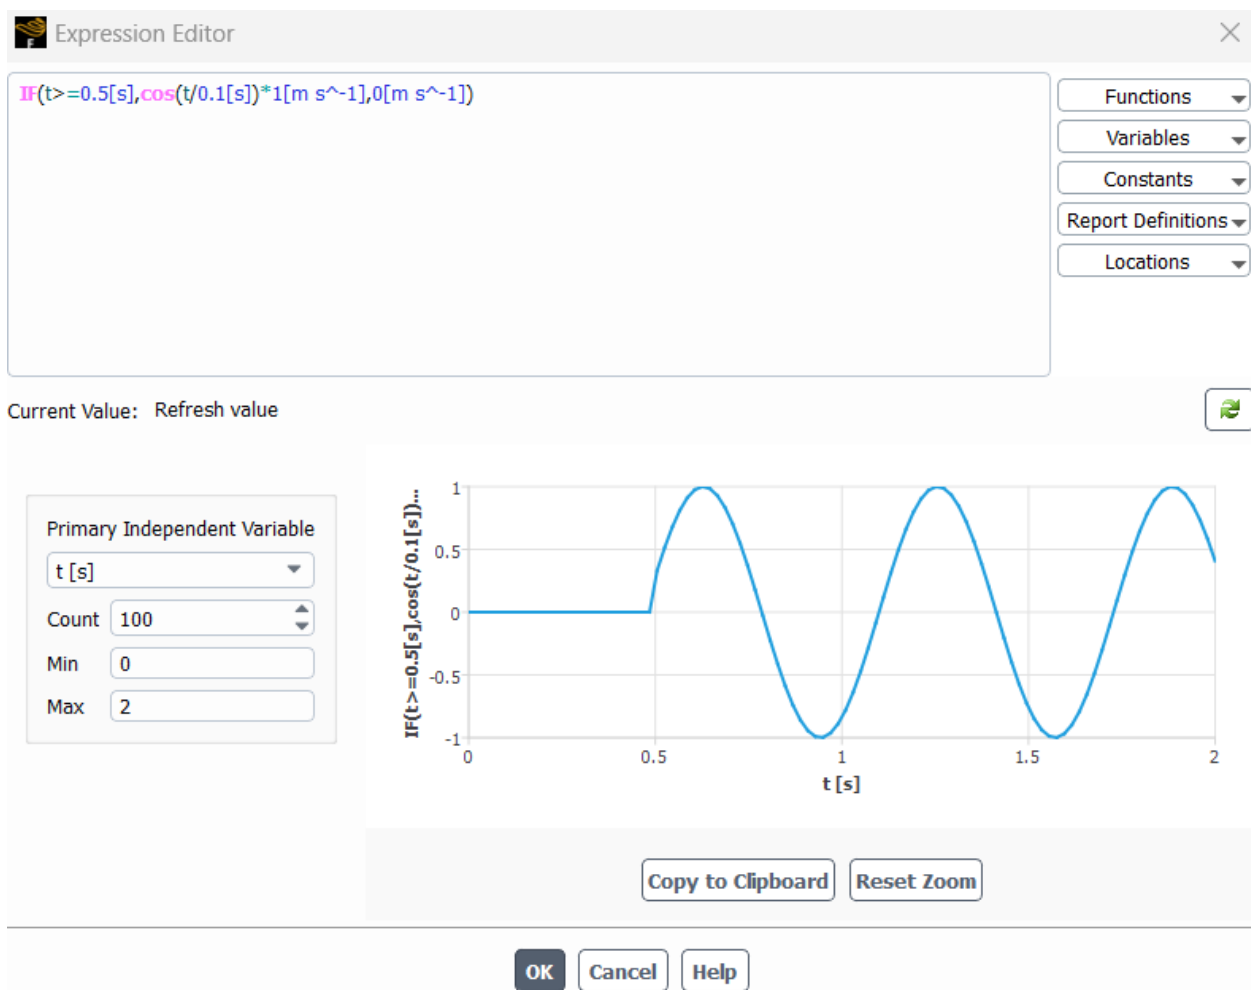 Expression Editor
IF(t>=0.5[s],cos(t/0.1[s])*1[m s^-1],0[m s^-1])
Functions
Variables
Constants
Report Definitions
Locations
Current Value: Refresh value
Primary Independent Variable
t [s]
Count 100
Min 0
Max 2
IF(t>=0.5[s],cos(t/0.1[s])...
1
0.5
0
-0.5
-1
0 0.5 1 1.5 2
t [s]
Copy to Clipboard Reset Zoom
OK Cancel Help